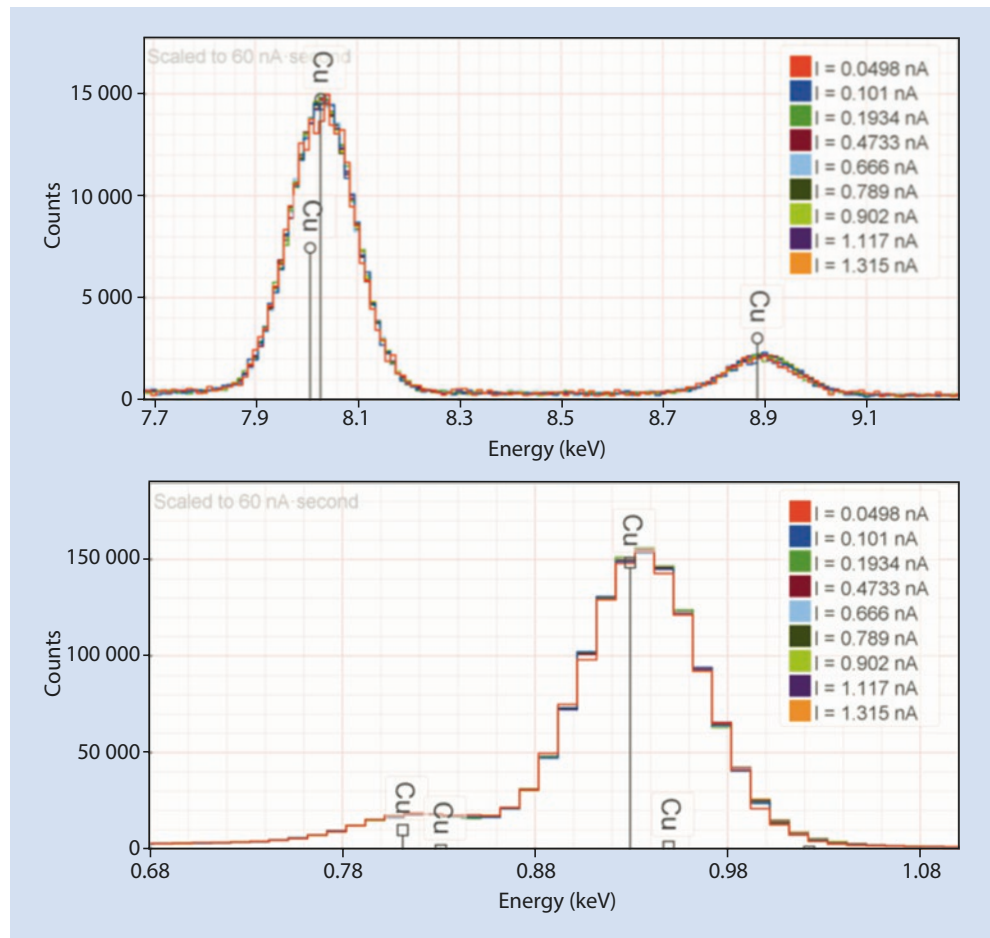 Scaled to 60 nA·second
Cu
Cu
Cu
I = 0.0498 nA
I = 0.101 nA
I = 0.1934 nA
I = 0.4733 nA
I = 0.666 nA
I = 0.789 nA
I = 0.902 nA
I = 1.117 nA
I = 1.315 nA
15 000
10 000
5 000
0
Counts
7.7 7.9 8.1 8.3 8.5 8.7 8.9 9.1
Energy (keV)
Scaled to 60 nA·second
Cu
Cu
Cu
Cu
I = 0.0498 nA
I = 0.101 nA
I = 0.1934 nA
I = 0.4733 nA
I = 0.666 nA
I = 0.789 nA
I = 0.902 nA
I = 1.117 nA
I = 1.315 nA
150 000
100 000
50 000
0
Counts
0.68 0.78 0.88 0.98 1.08
Energy (keV)